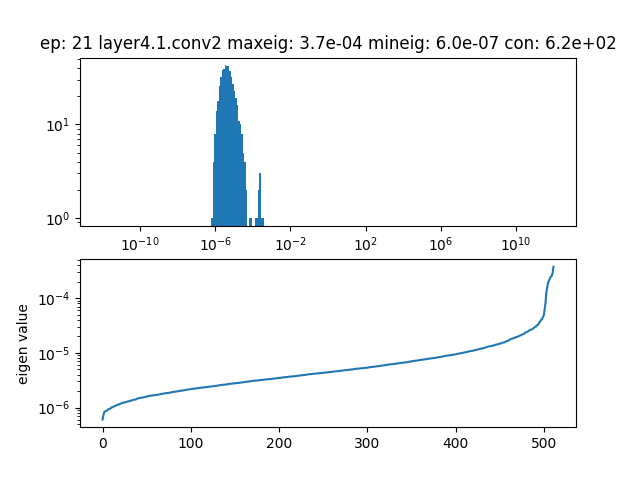 ep: 21 layer4.1.conv2 maxeig: 3.7e-04 mineig: 6.0e-07 con: 6.2e+02
10¹
10⁰
10⁻¹⁰ 10⁻⁶ 10⁻² 10² 10⁶ 10¹⁰
eigen value
10⁻⁴
10⁻⁵
10⁻⁶
0 100 200 300 400 500